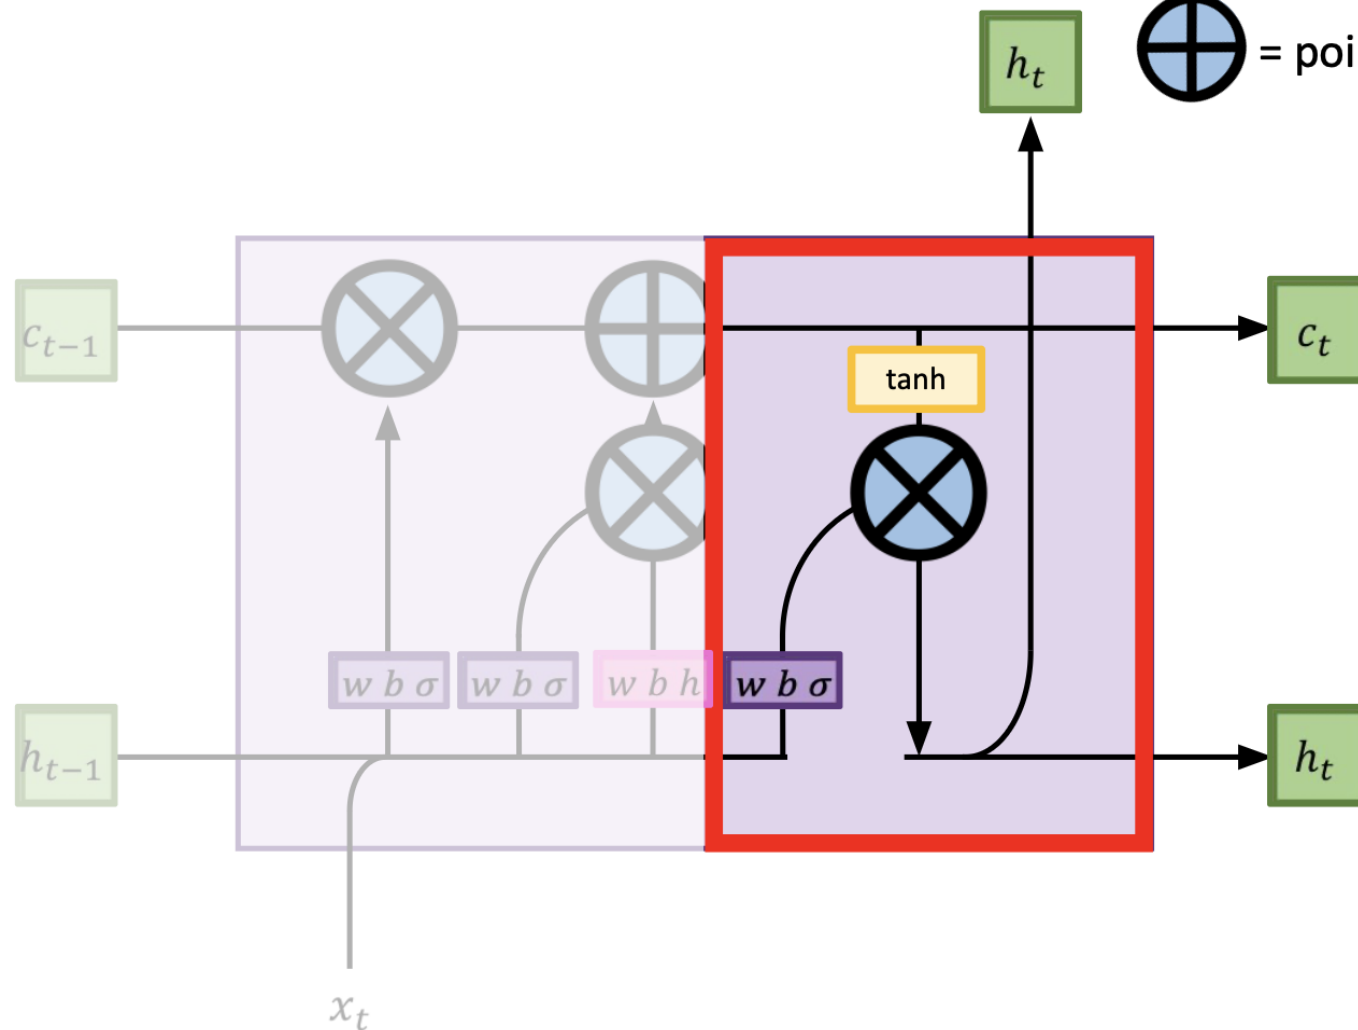 h_t
= poi
c_{t-1}
tanh
c_t
w b σ
w b σ
w b h
w b σ
h_{t-1}
h_t
x_t